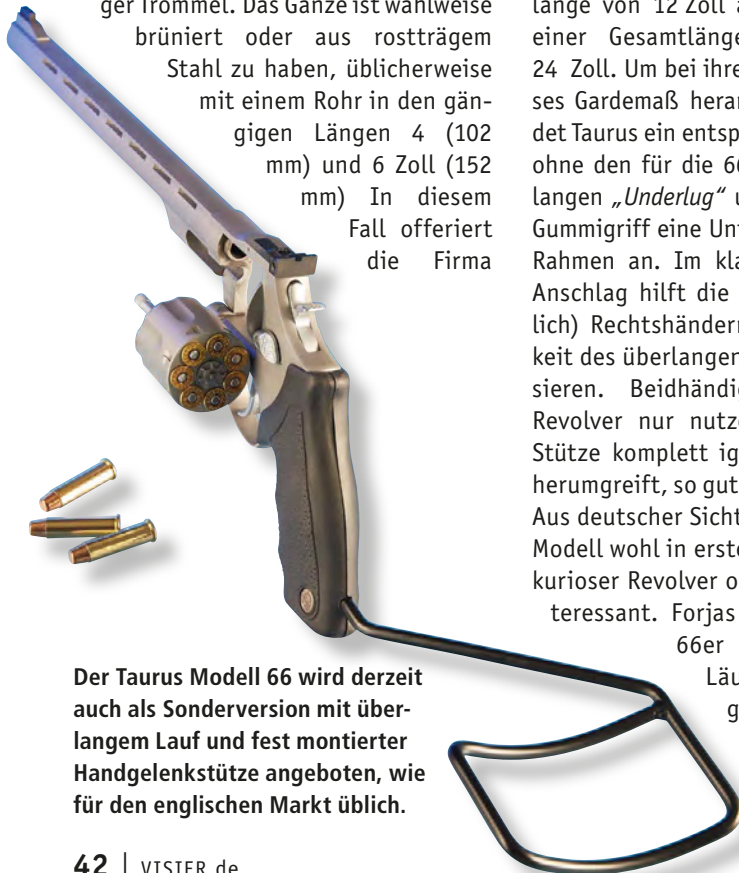 ger Trommel. Das Ganze ist wahlweise
brüniert oder aus rostträgem
Stahl zu haben, üblicherweise
mit einem Rohr in den gän-
gigen Längen 4 (102
mm) und 6 Zoll (152
mm) In diesem
Fall offeriert
die Firma
länge von 12 Zoll
einer Gesamtlänge
24 Zoll. Um bei ihre
ses Gardemaß hera
det Taurus ein entsp
ohne den für die 66
langen „Underlug“ u
Gummigriff eine Un
Rahmen an. Im kla
Anschlag hilft die
lich) Rechtshändern
keit des überlangen
sieren. Beidhändig
Revolver nur nutz
Stütze komplett ig
herumgreift, so gut
Aus deutscher Sicht
Modell wohl in erst
kurioser Revolver o
teressant. Forjas
66er
Läu
g
Der Taurus Modell 66 wird derzeit
auch als Sonderversion mit über-
langem Lauf und fest montierter
Handgelenkstütze angeboten, wie
für den englischen Markt üblich.
42 | VISIER.de